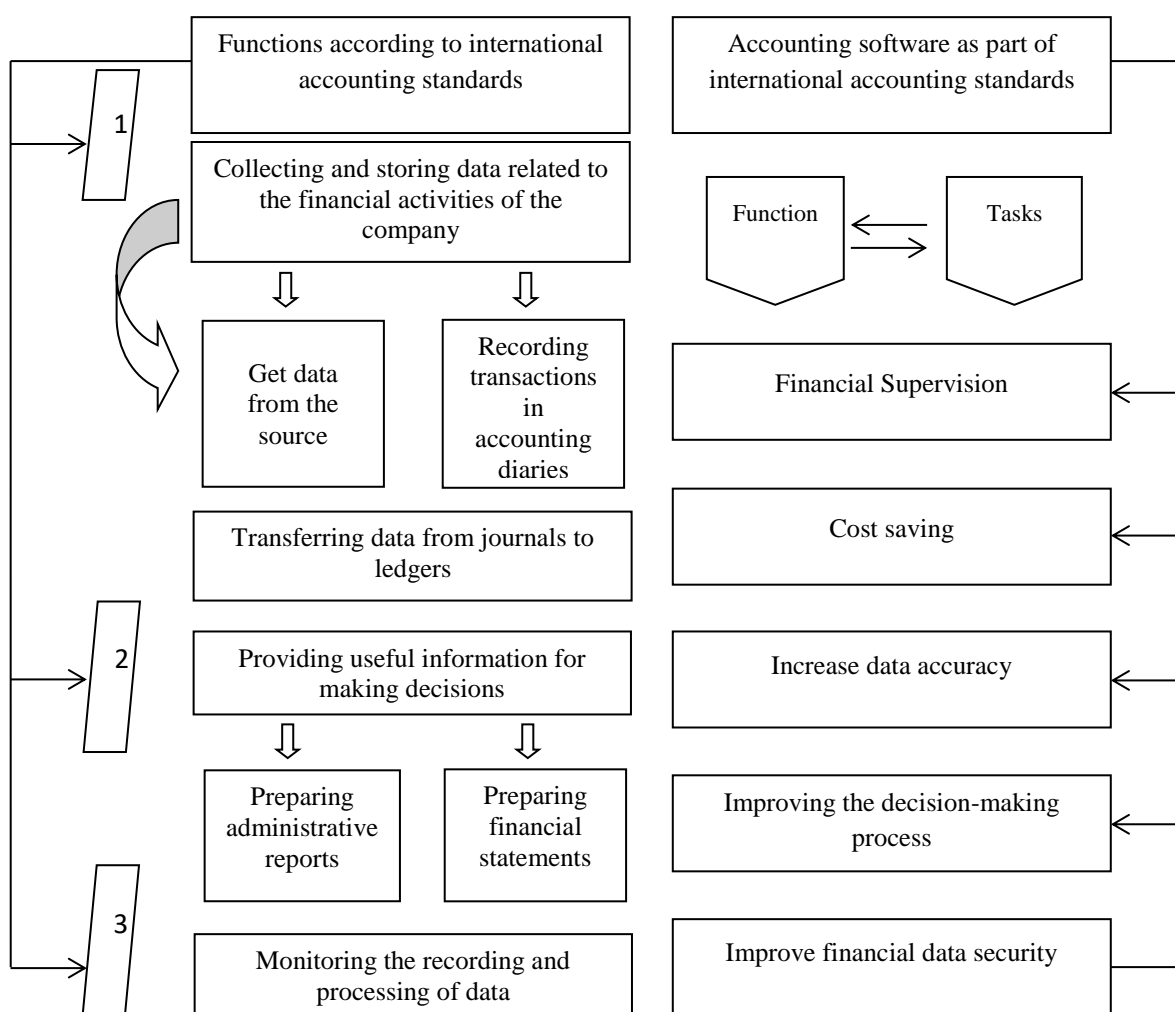 Functions according to international
accounting standards
Accounting software as part of
international accounting standards
1
Collecting and storing data related to
the financial activities of the
company
Function
Tasks
Get data
from the
source
Recording
transactions
in
accounting
diaries
Financial Supervision
Transferring data from journals to
ledgers
Cost saving
2
Providing useful information for
making decisions
Increase data accuracy
Preparing
administrative
reports
Preparing
financial
statements
Improving the decision-making
process
3
Monitoring the recording and
processing of data
Improve financial data security